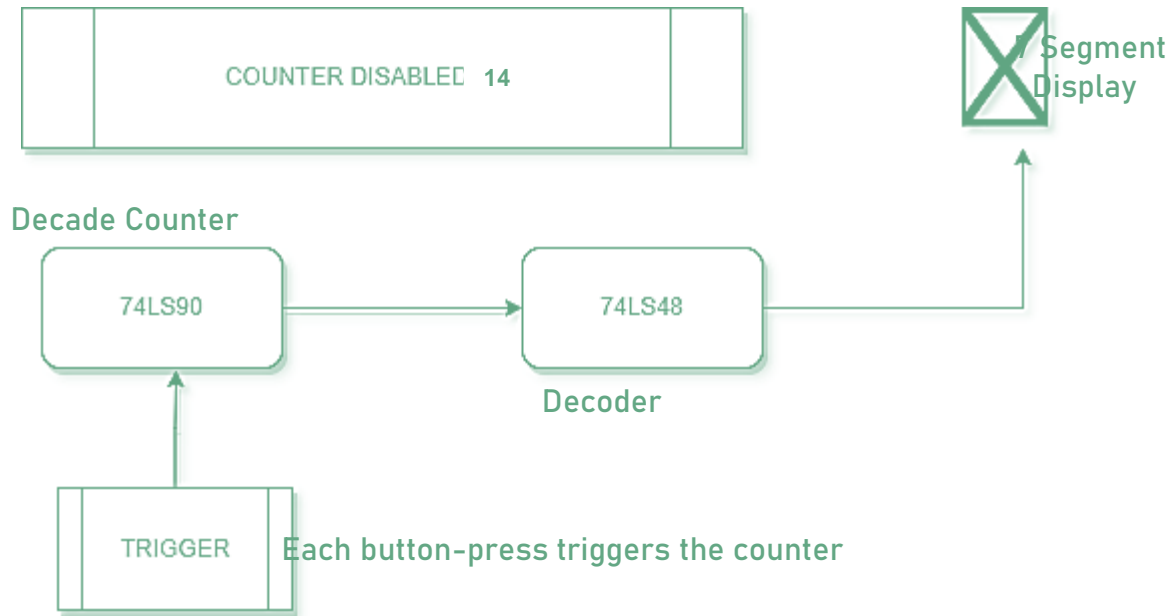 COUNTER DISABLED 14
7 Segment
Display
Decade Counter
74LS90
74LS48
Decoder
TRIGGER
Each button-press triggers the counter